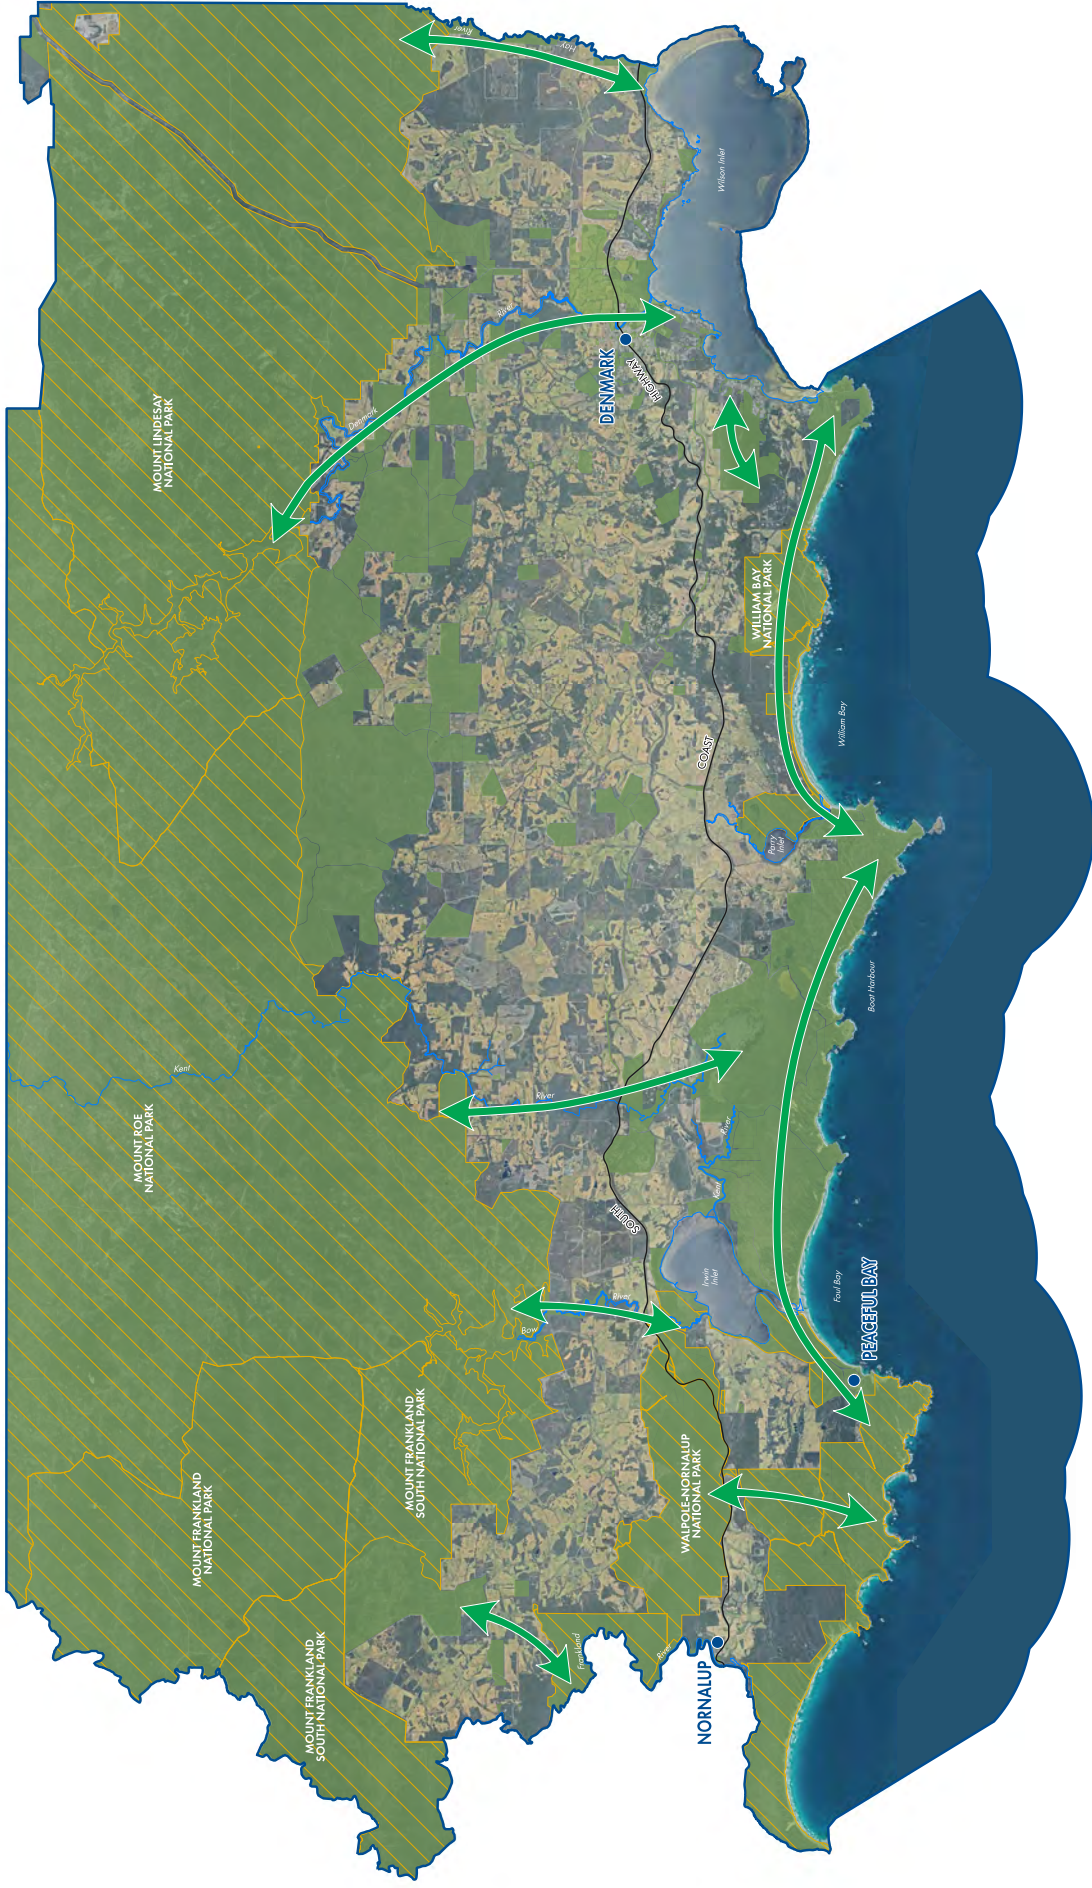 MOUNT FRANKLAND
SOUTH NATIONAL PARK
MOUNT FRANKLAND
NATIONAL PARK
MOUNT FRANKLAND
SOUTH NATIONAL PARK
MOUNT ROE
NATIONAL PARK
MOUNT LINDESAY
NATIONAL PARK
Kent
River
Hay
River
Denmark
River
Bow
River
Frankland
River
WALPOLE-NORNALUP
NATIONAL PARK
NORNALUP
SOUTH
COAST
HIGHWAY
DENMARK
Wilson Inlet
Irwin
Inlet
Kent
River
Parry
Inlet
WILLIAM BAY
NATIONAL PARK
Foul Bay
PEACEFUL BAY
Boat Harbour
William Bay